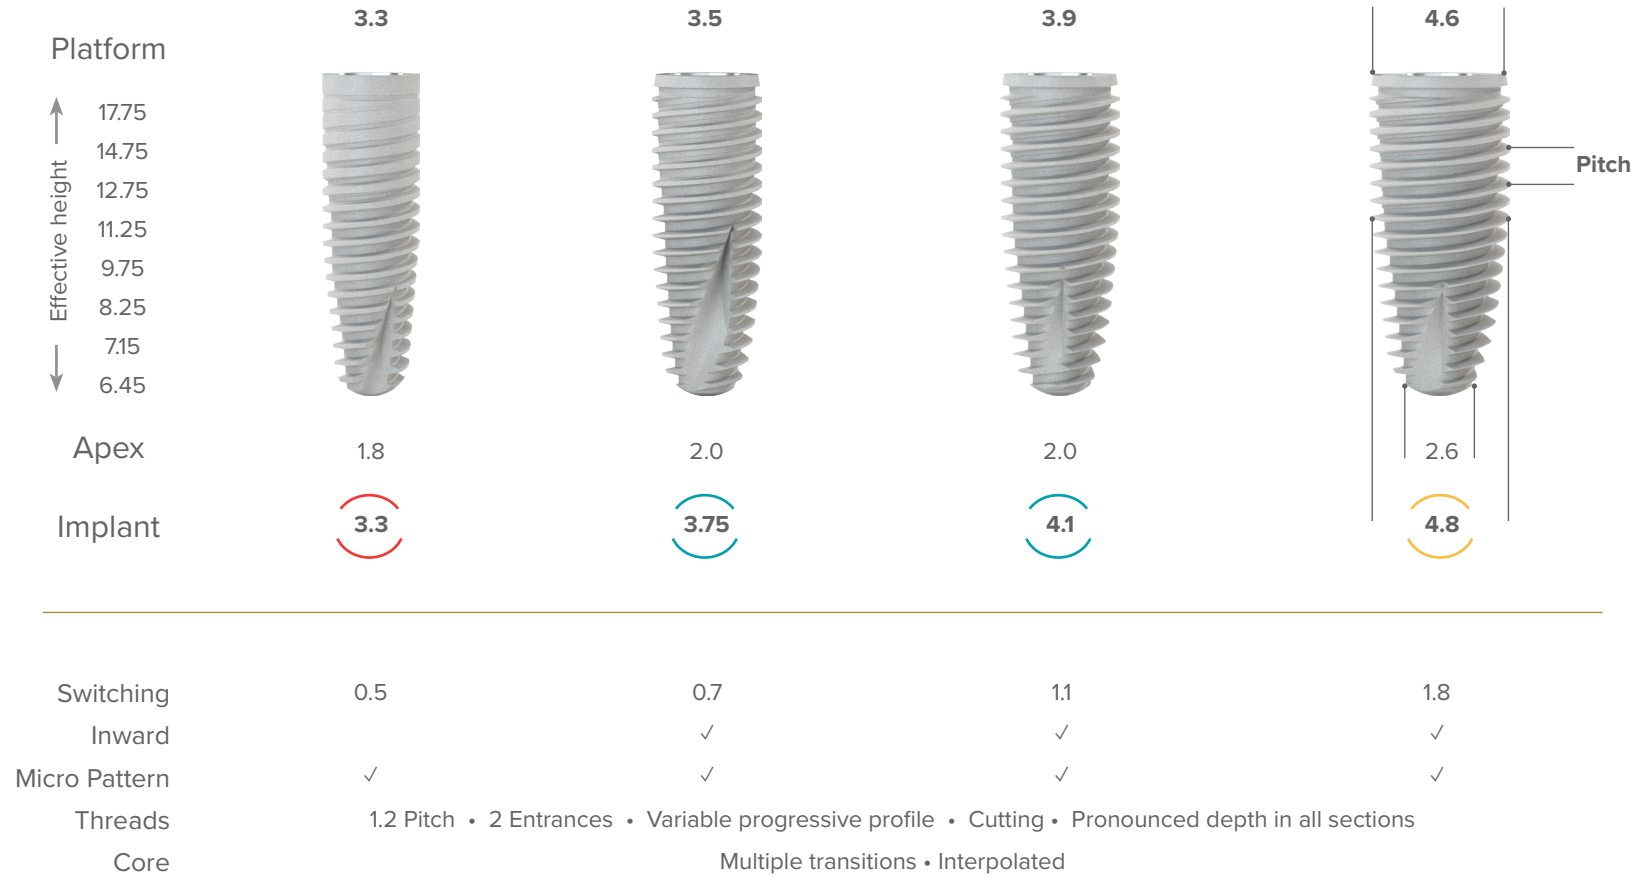 3.3 3.5 3.9 4.6
Platform
17.75
14.75
Pitch
12.75
11.25
9.75
8.25
7.15
6.45
Effective height
Apex 1.8 2.0 2.0 2.6
Implant 3.3 3.75 4.1 4.8
Switching 0.5 0.7 1.1 1.8
Inward ✓ ✓ ✓
Micro Pattern ✓ ✓ ✓ ✓
Threads 1.2 Pitch • 2 Entrances • Variable progressive profile • Cutting • Pronounced depth in all sections
Core Multiple transitions • Interpolated